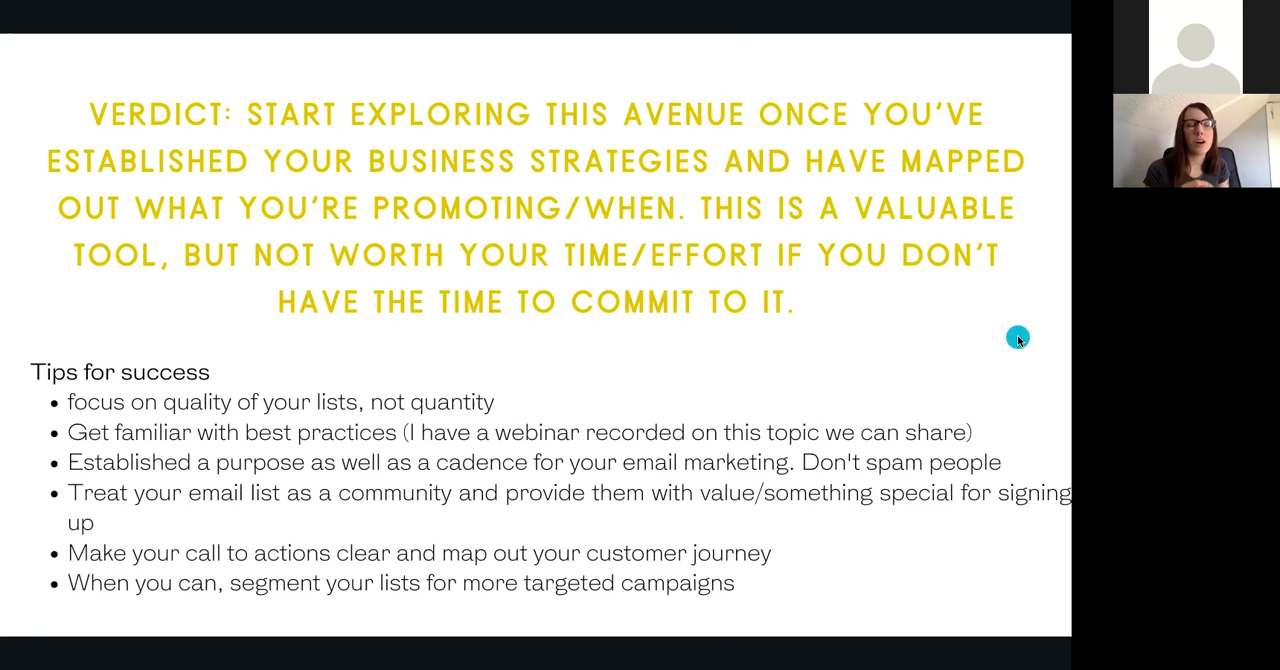 VERDICT: START EXPLORING THIS AVENUE ONCE YOU'VE
ESTABLISHED YOUR BUSINESS STRATEGIES AND HAVE MAPPED
OUT WHAT YOU'RE PROMOTING/WHEN. THIS IS A VALUABLE
TOOL, BUT NOT WORTH YOUR TIME/EFFORT IF YOU DON'T
HAVE THE TIME TO COMMIT TO IT.
Tips for success
• focus on quality of your lists, not quantity
• Get familiar with best practices (I have a webinar recorded on this topic we can share)
• Established a purpose as well as a cadence for your email marketing. Don't spam people
• Treat your email list as a community and provide them with value/something special for signing
up
• Make your call to actions clear and map out your customer journey
• When you can, segment your lists for more targeted campaigns